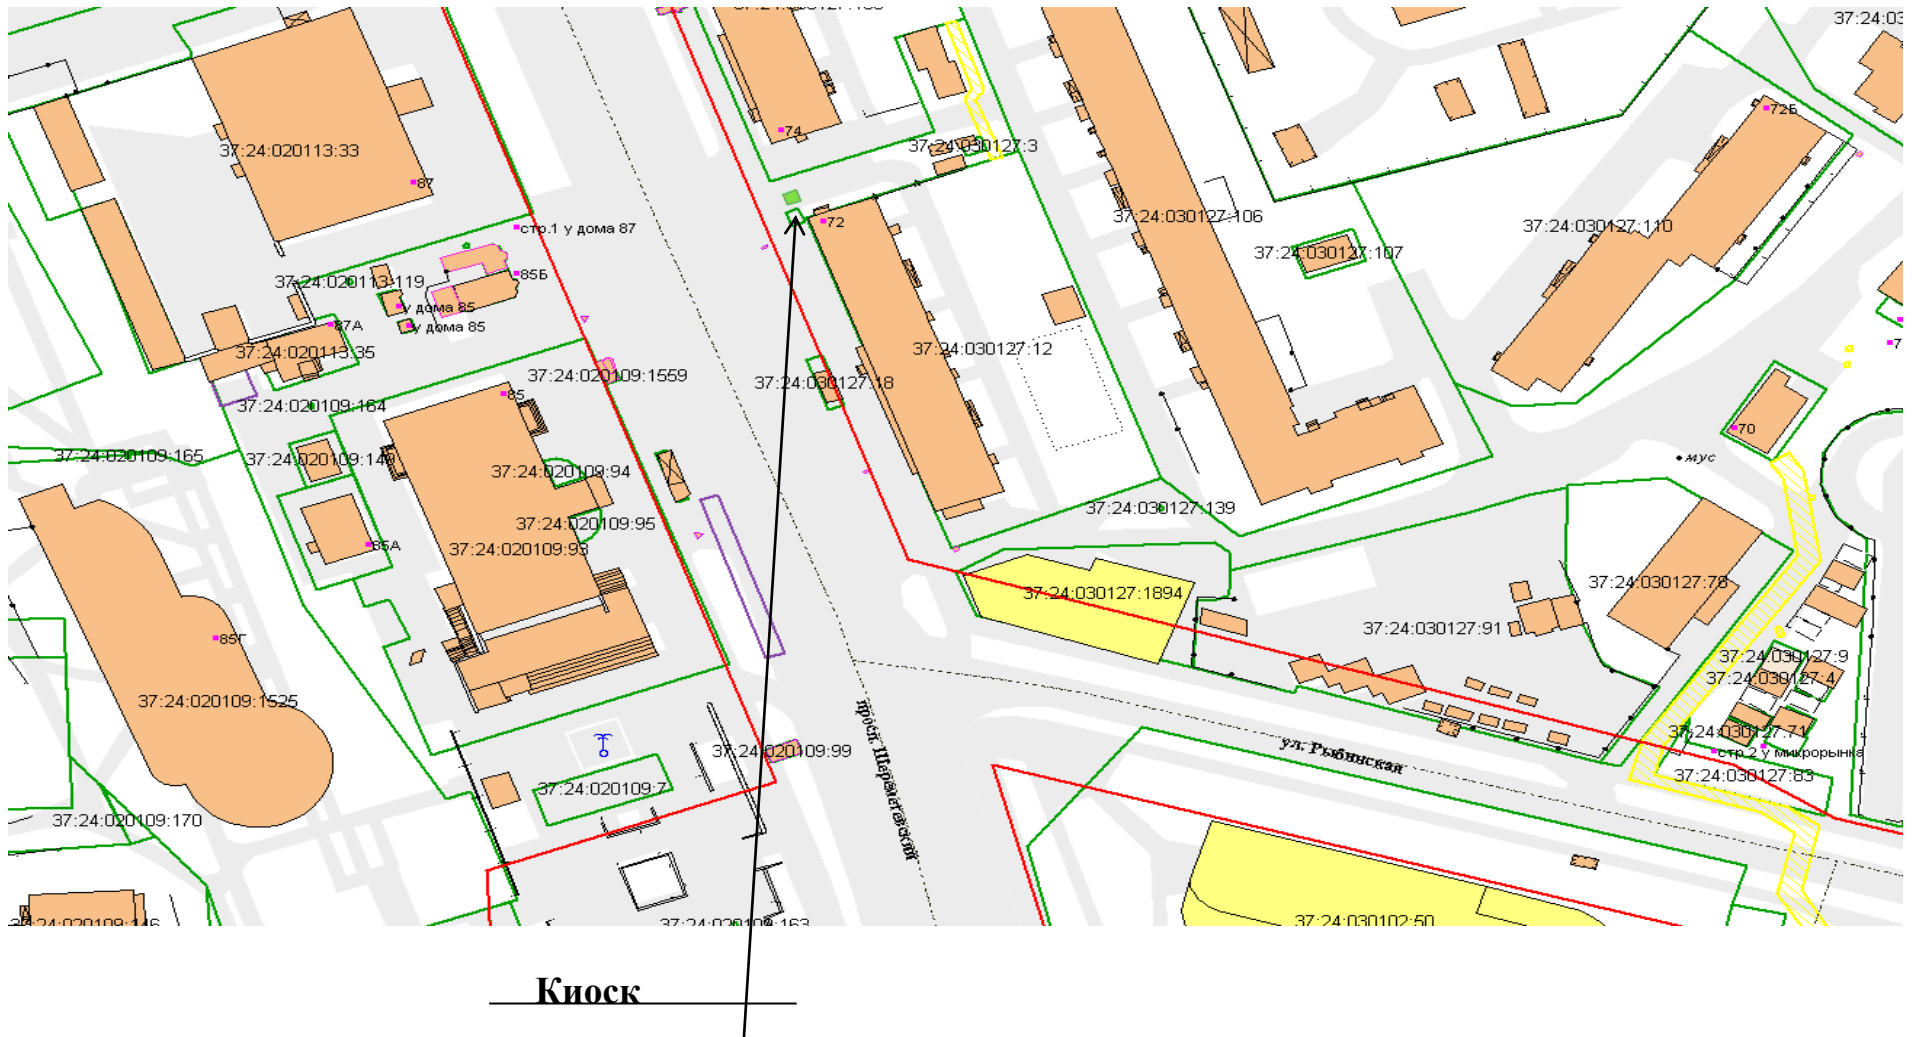 37:24:020113:33
87
74
37:24:030127:3
72Б
37:24:030127:106
37:24:030127:107
37:24:030127:110
72
стр.1 у дома 87
37:24:020113:119
85Б
у дома 85
у дома 85
87А
37:24:020113:35
37:24:030127:12
37:24:020109:1559
37:24:030127:18
85
37:24:020109:164
70
мус
37:24:020109:165
37:24:020109:94
37:24:030127:139
37:24:020109:95
85А
37:24:020109:93
37:24:030127:1894
37:24:030127:78
37:24:030127:91
85Г
37:24:030127:9
37:24:030127:4
37:24:020109:1525
просп. Шереметевский
37:24:030127:71
стр.2 у микрорынка
37:24:020109:99
ул. Рыбинская
37:24:030127:83
37:24:020109:7
37:24:020109:170
37:24:020109:146
37:24:020109:163
37:24:030102:50
Киоск